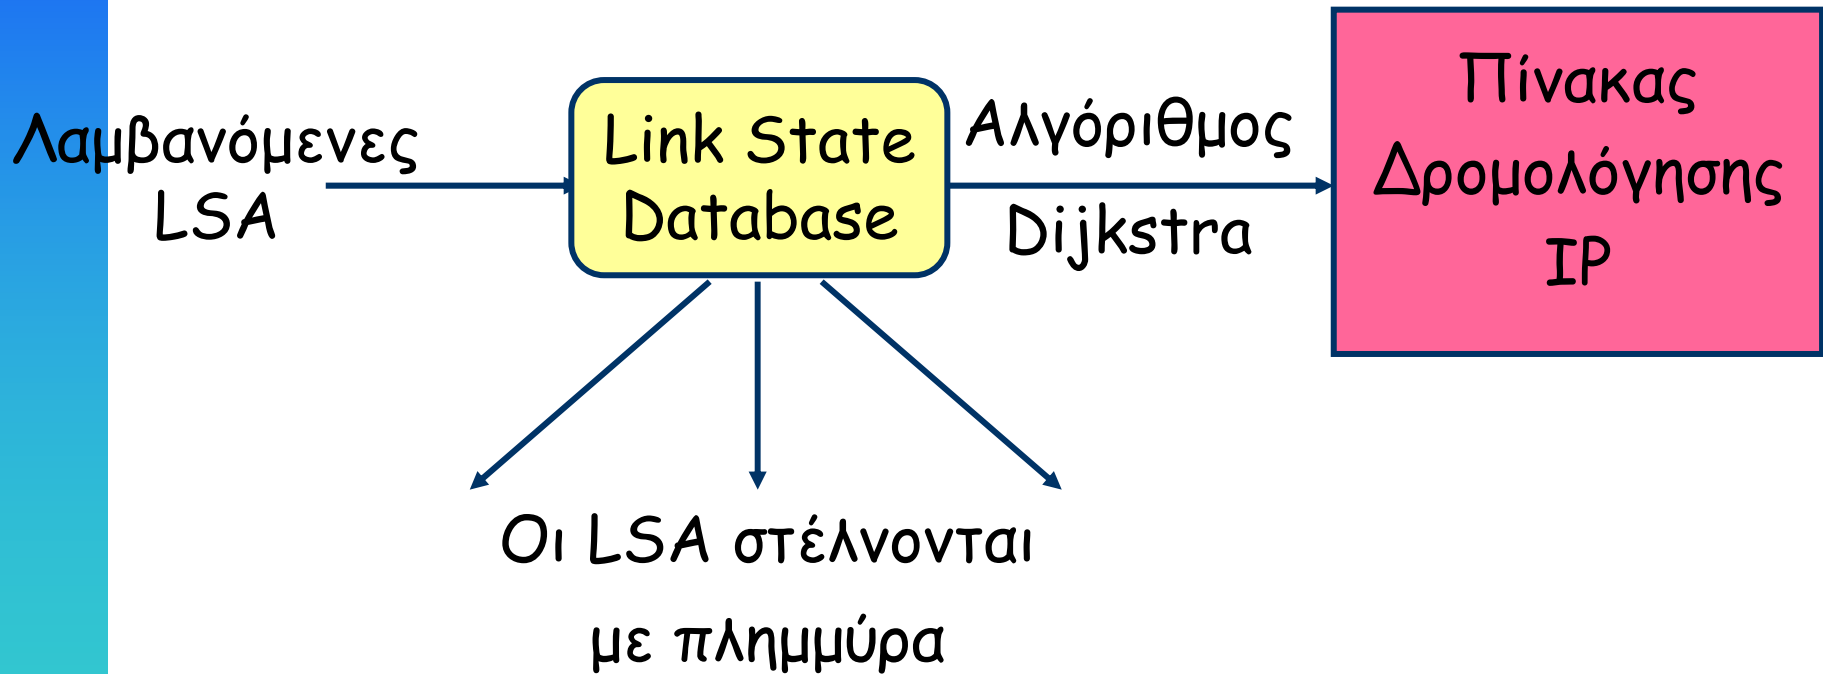 Λαμβανόμενες
LSA
Link State
Database
Αλγόριθμος
Dijkstra
Πίνακας
Δρομολόγησης
IP
Οι LSA στέλνονται
με πλημμύρα